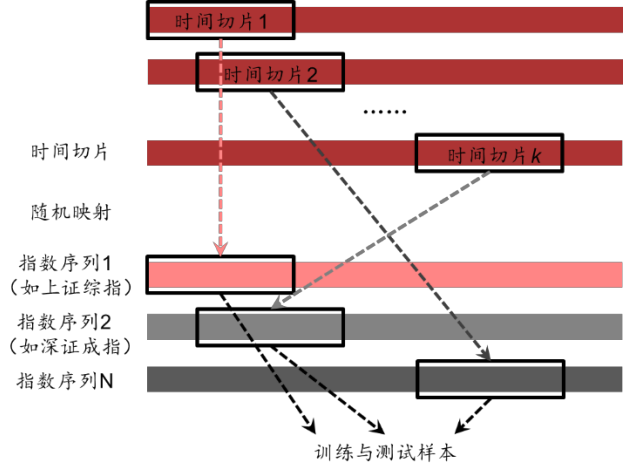 时间切片1
时间切片2
……
时间切片
时间切片k
随机映射
指数序列1
（如上证综指）
指数序列2
（如深证成指）
指数序列N
训练与测试样本